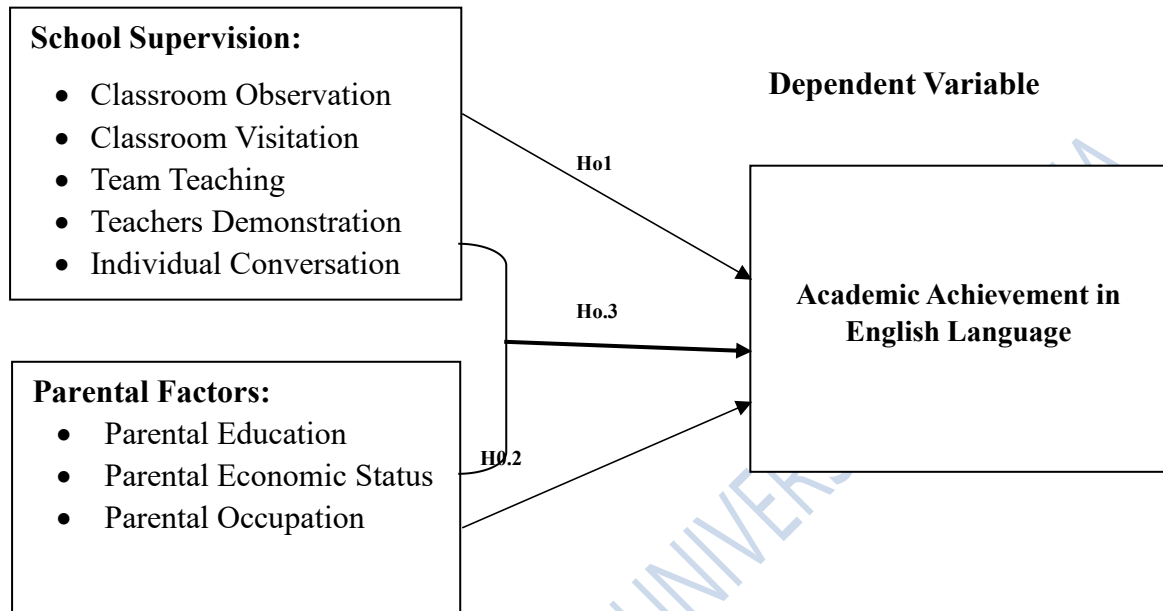 School Supervision:
• Classroom Observation
• Classroom Visitation
• Team Teaching
• Teachers Demonstration
• Individual Conversation
Dependent Variable
Ho1
Ho.3
Academic Achievement in
English Language
Parental Factors:
• Parental Education
• Parental Economic Status
• Parental Occupation
H0.2